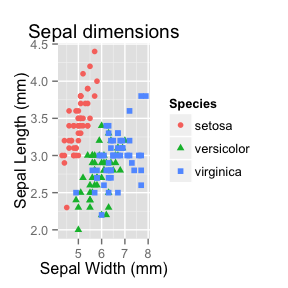 Sepal dimensions
Sepal Length (mm)
4.5
4.0
3.5
3.0
2.5
2.0
5 6 7 8
Sepal Width (mm)
Species
setosa
versicolor
virginica